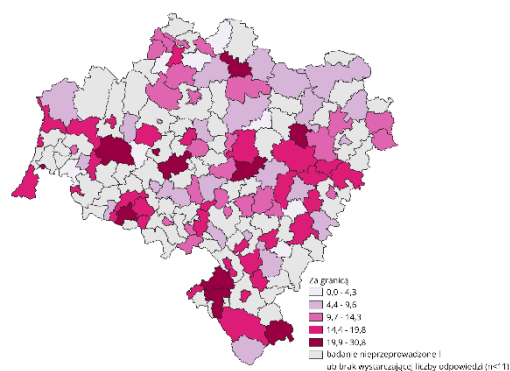 Za granicą
0,0 - 4,3
4,4 - 9,6
9,7 - 14,3
14,4 - 19,8
19,9 - 30,8
badanie nieprzeprowadzone l
ub brak wystarczającej liczby odpowiedzi (n<11)